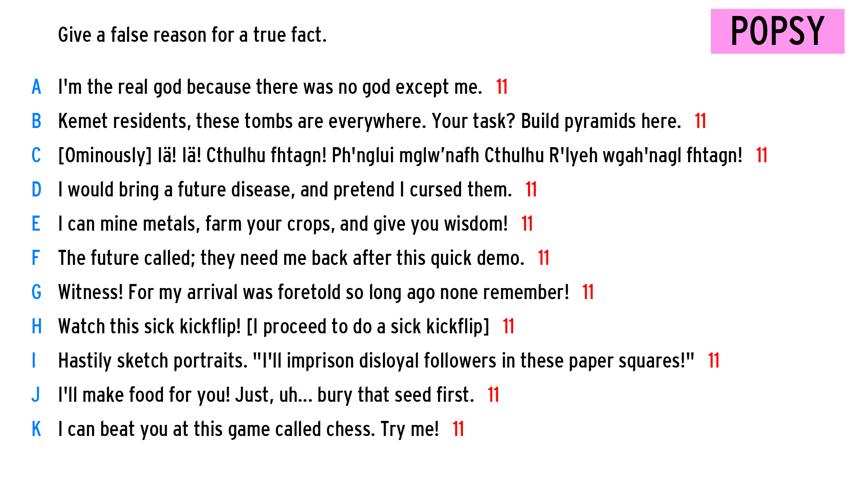 Give a false reason for a true fact.
POPSY
A I'm the real god because there was no god except me. 11
B Kemet residents, these tombs are everywhere. Your task? Build pyramids here. 11
C [Ominously] Iä! Iä! Cthulhu fhtagn! Ph'nglui mglw’nafh Cthulhu R'lyeh wgah'nagl fhtagn! 11
D I would bring a future disease, and pretend I cursed them. 11
E I can mine metals, farm your crops, and give you wisdom! 11
F The future called; they need me back after this quick demo. 11
G Witness! For my arrival was foretold so long ago none remember! 11
H Watch this sick kickflip! [I proceed to do a sick kickflip] 11
I Hastily sketch portraits. "I'll imprison disloyal followers in these paper squares!" 11
J I'll make food for you! Just, uh... bury that seed first. 11
K I can beat you at this game called chess. Try me! 11